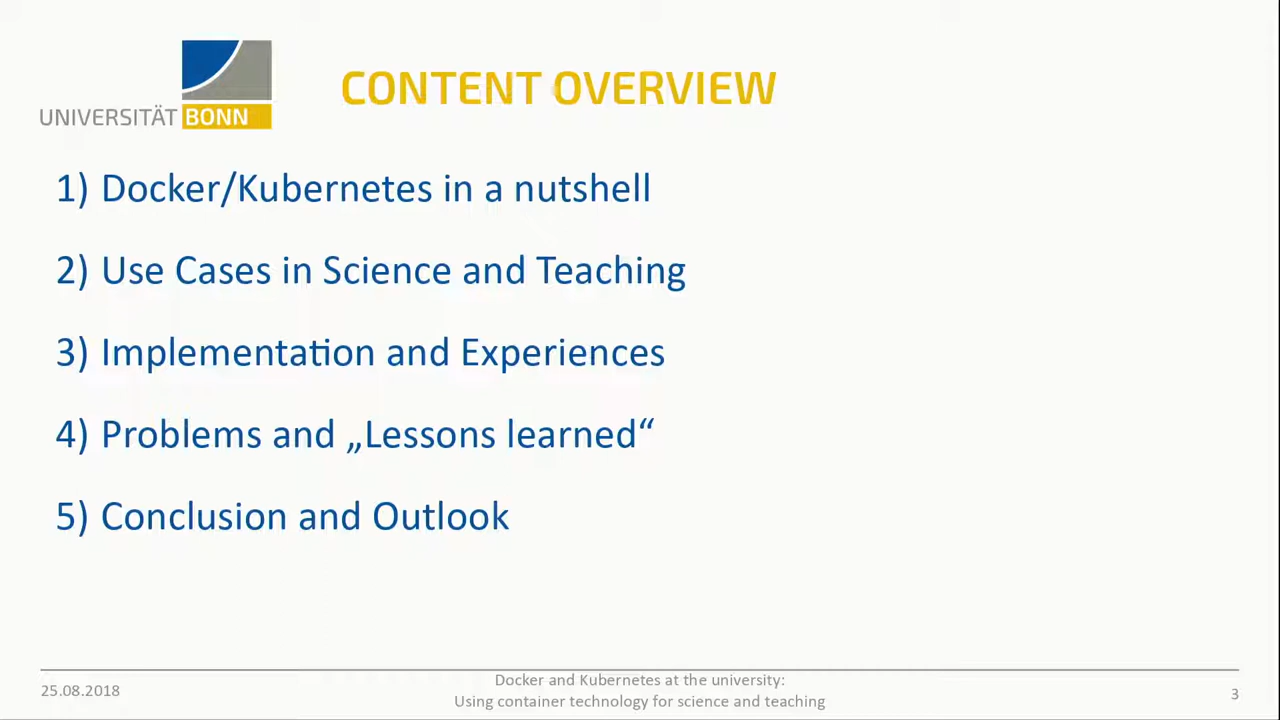 UNIVERSITÄT BONN
CONTENT OVERVIEW
1) Docker/Kubernetes in a nutshell
2) Use Cases in Science and Teaching
3) Implementation and Experiences
4) Problems and „Lessons learned“
5) Conclusion and Outlook
25.08.2018
Docker and Kubernetes at the university:
Using container technology for science and teaching
3